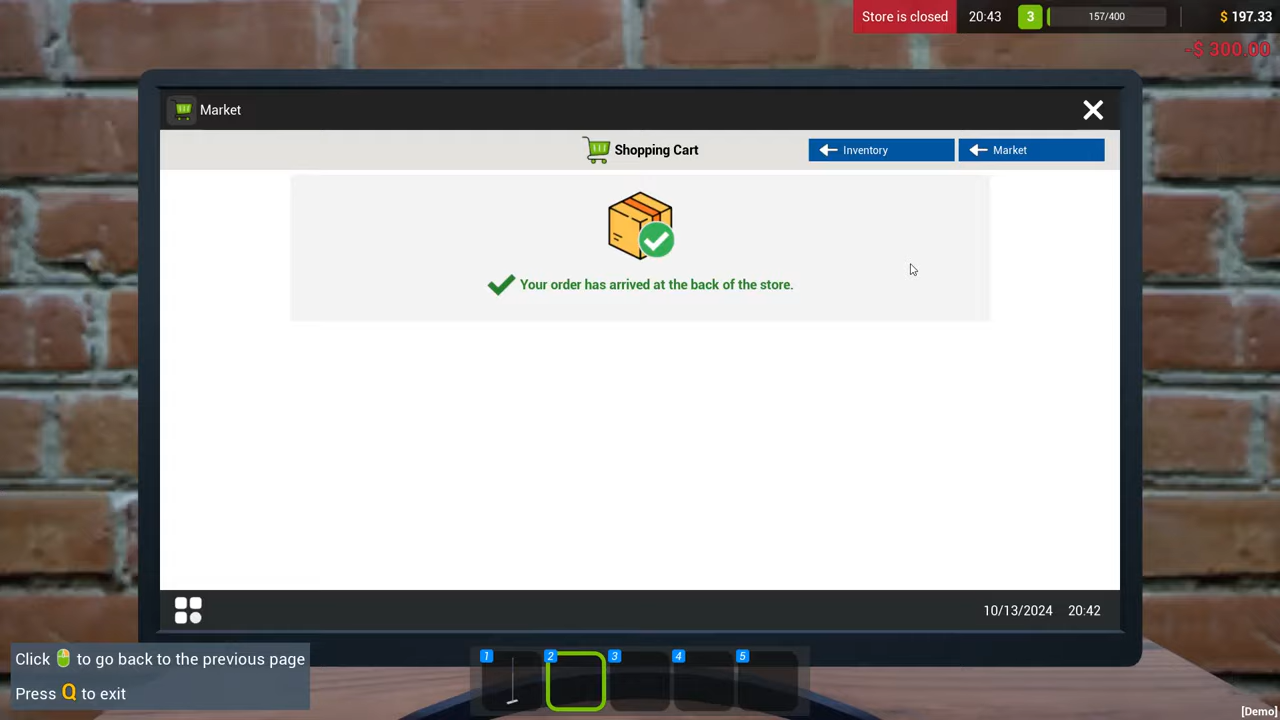 Store is closed
20:43
3
157/400
$ 197.33
-$ 300.00
Market
Shopping Cart
Inventory
Market
Your order has arrived at the back of the store.
10/13/2024 20:42
Click to go back to the previous page
Press Q to exit
1
2
3
4
5
[Demo]